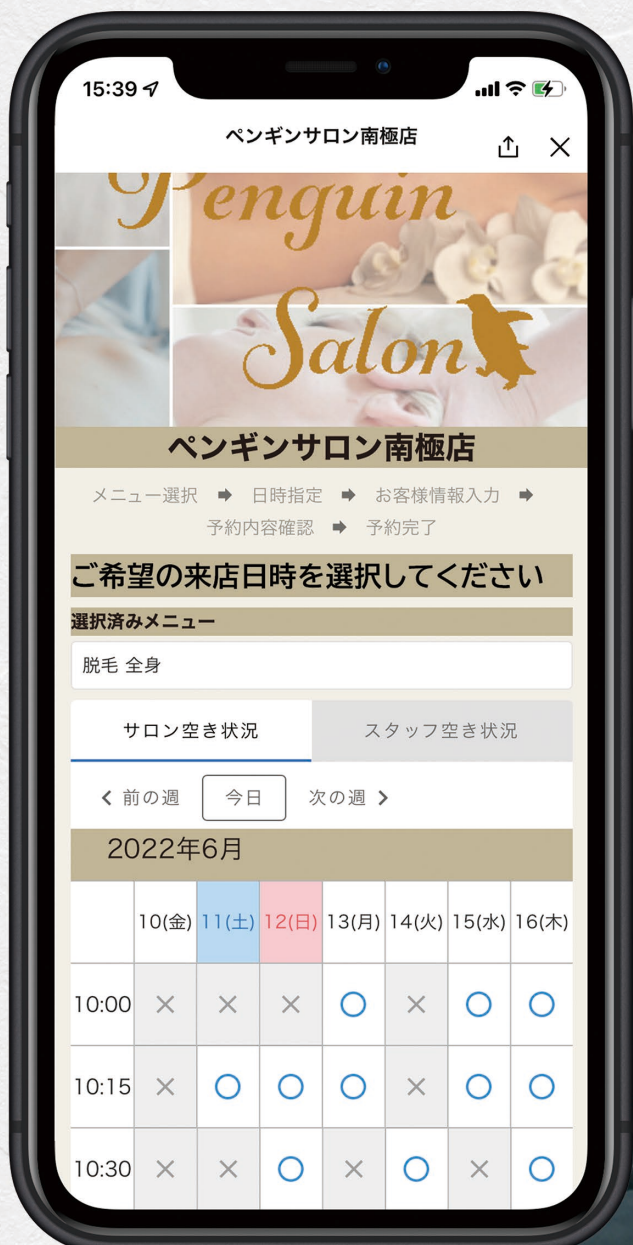 15:39
ペンギンサロン南極店
Penguin
Salon
ペンギンサロン南極店
メニュー選択 ➡ 日時指定 ➡ お客様情報入力 ➡
予約内容確認 ➡ 予約完了
ご希望の来店日時を選択してください
選択済みメニュー
脱毛 全身
サロン空き状況 スタッフ空き状況
前の週 今日 次の週
2022年6月
10(金) 11(土) 12(日) 13(月) 14(火) 15(水) 16(木)
10:00 × × × ○ × ○ ○
10:15 × ○ ○ ○ × ○ ○
10:30 × × ○ × ○ × ○